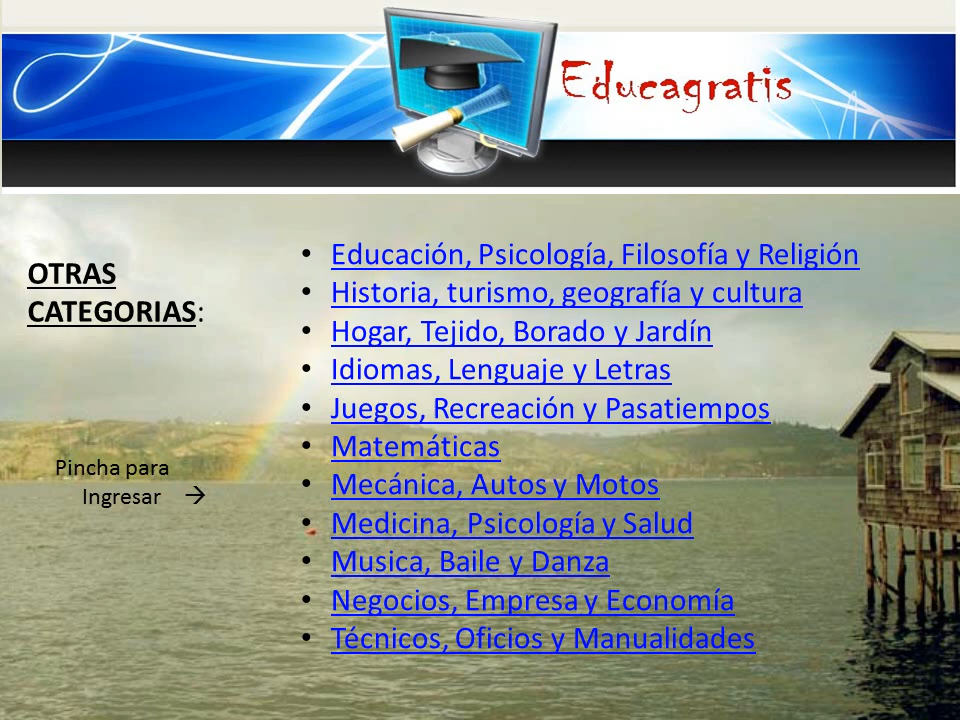 Educagratis
OTRAS
CATEGORIAS:
Pincha para
Ingresar →
• Educación, Psicología, Filosofía y Religión
• Historia, turismo, geografía y cultura
• Hogar, Tejido, Borado y Jardín
• Idiomas, Lenguaje y Letras
• Juegos, Recreación y Pasatiempos
• Matemáticas
• Mecánica, Autos y Motos
• Medicina, Psicología y Salud
• Musica, Baile y Danza
• Negocios, Empresa y Economía
• Técnicos, Oficios y Manualidades